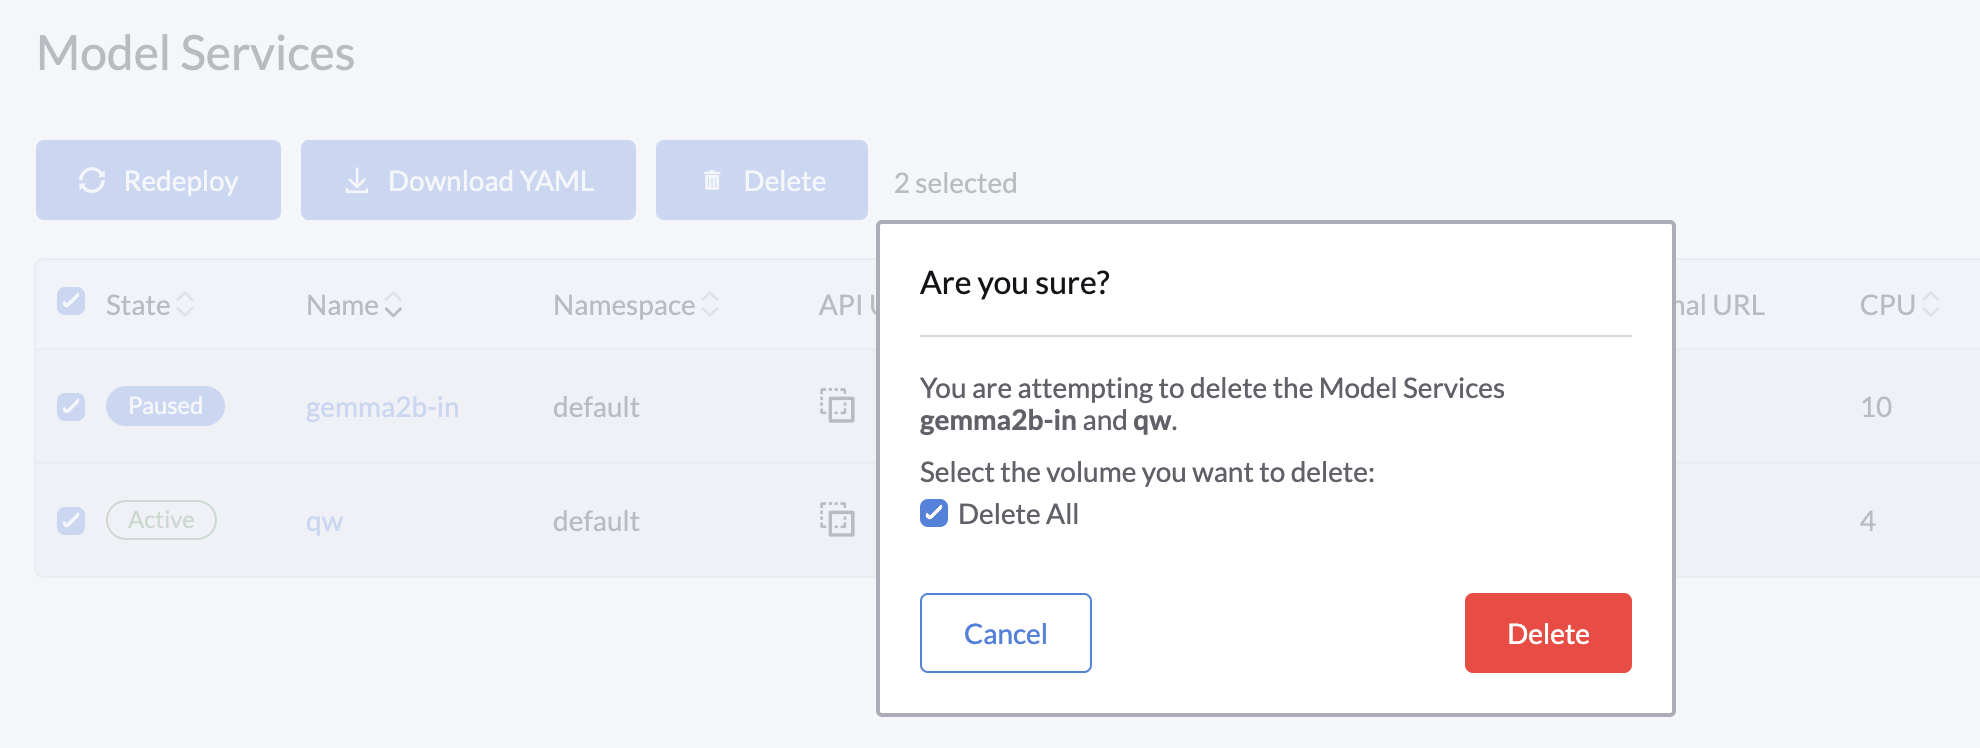 Model Services
Redeploy Download YAML Delete 2 selected
Are you sure?
State Name Namespace API nal URL CPU
You are attempting to delete the Model Services
Paused gemma2b-in default 10
gemma2b-in and qw.
Select the volume you want to delete:
Delete All
Active qw default 4
Cancel Delete